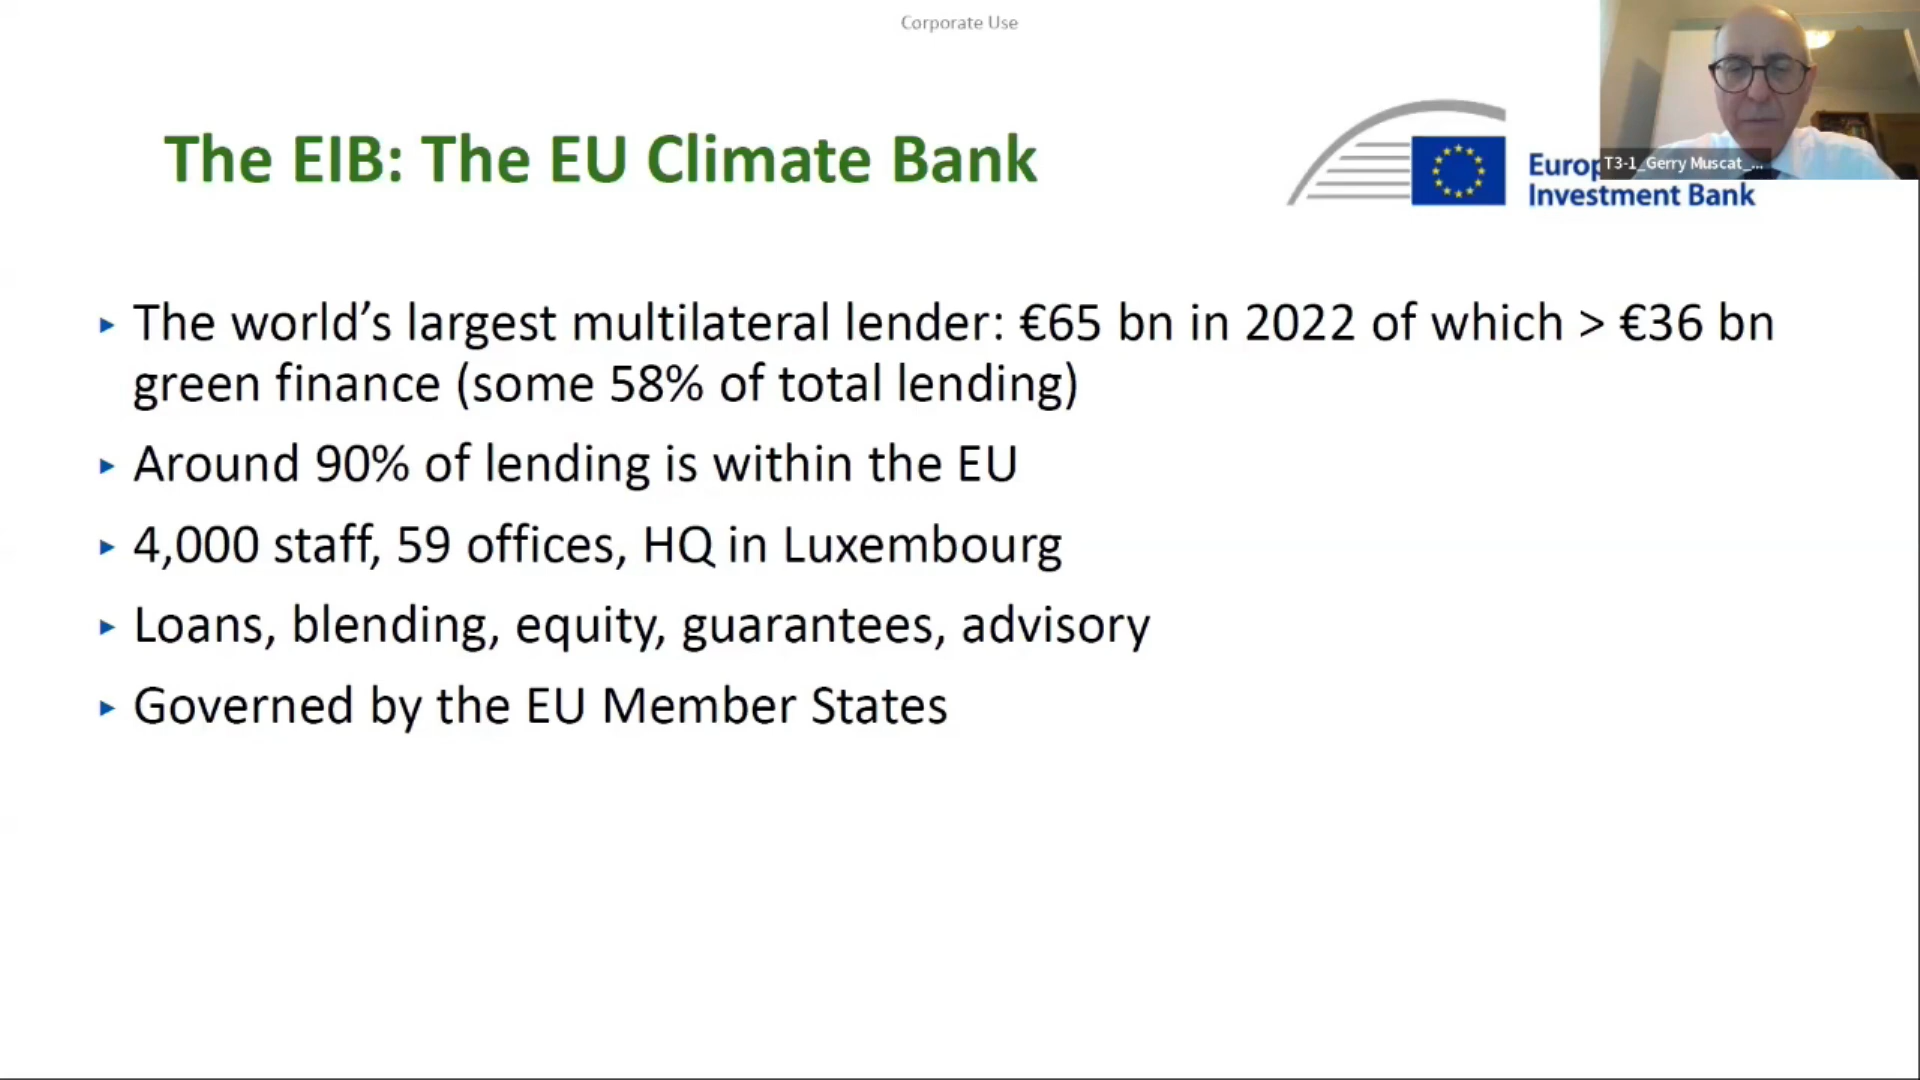 Corporate Use
The EIB: The EU Climate Bank
Investment Bank
T3-1_Gerry Muscat_...
▸ The world’s largest multilateral lender: €65 bn in 2022 of which > €36 bn
green finance (some 58% of total lending)
▸ Around 90% of lending is within the EU
▸ 4,000 staff, 59 offices, HQ in Luxembourg
▸ Loans, blending, equity, guarantees, advisory
▸ Governed by the EU Member States